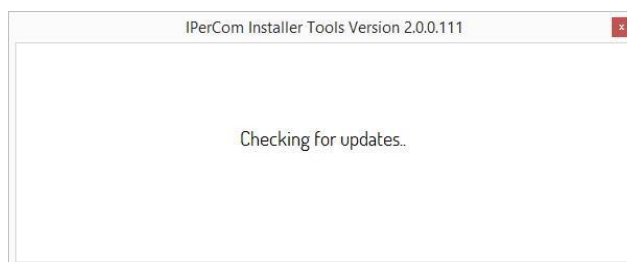 IPerCom Installer Tools Version 2.0.0.111
x
Checking for updates..